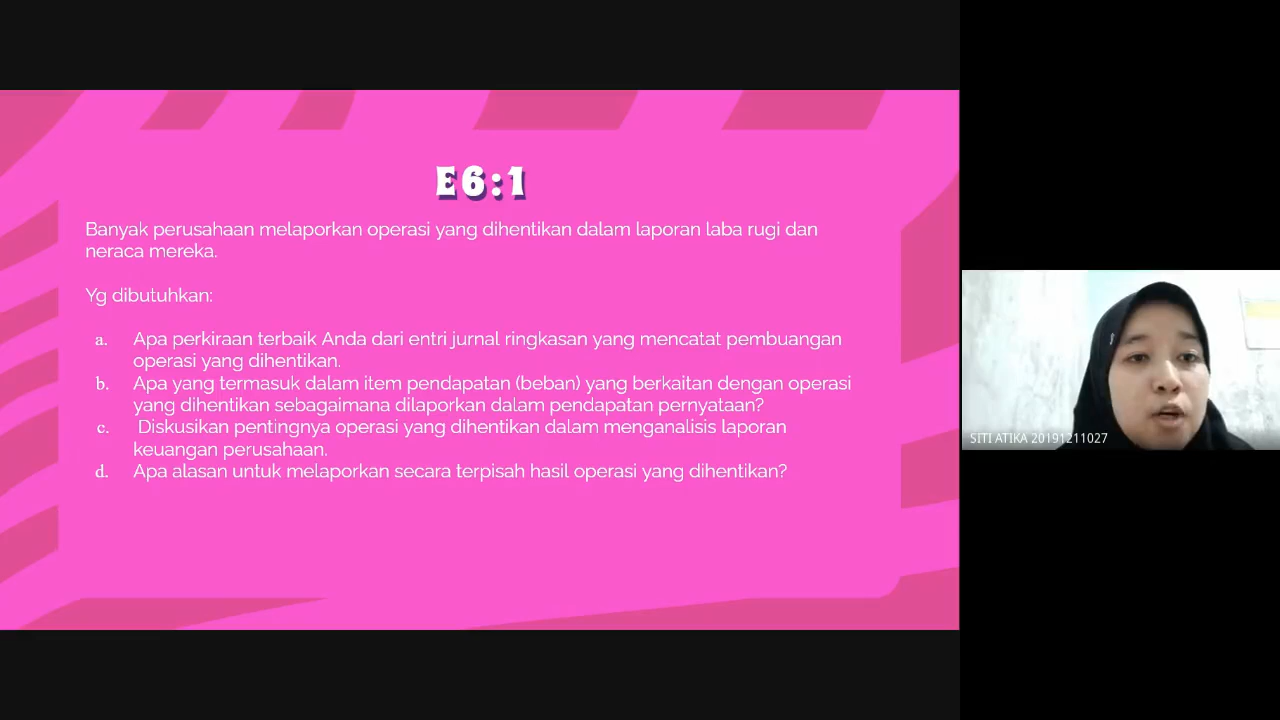 E6:1
Banyak perusahaan melaporkan operasi yang dihentikan dalam laporan laba rugi dan
neraca mereka.
Yg dibutuhkan:
a. Apa perkiraan terbaik Anda dari entri jurnal ringkasan yang mencatat pembuangan
operasi yang dihentikan.
b. Apa yang termasuk dalam item pendapatan (beban) yang berkaitan dengan operasi
yang dihentikan sebagaimana dilaporkan dalam pendapatan pernyataan?
c. Diskusikan pentingnya operasi yang dihentikan dalam menganalisis laporan
keuangan perusahaan.
d. Apa alasan untuk melaporkan secara terpisah hasil operasi yang dihentikan?
SITI ATIKA 20191211027